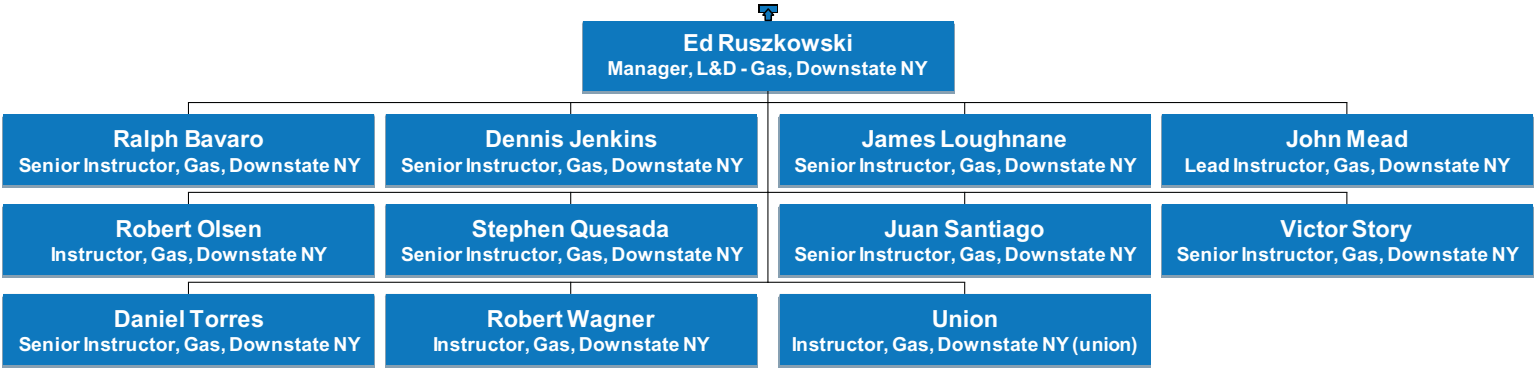 Ed Ruszkowski
Manager, L&D - Gas, Downstate NY
Ralph Bavaro
Senior Instructor, Gas, Downstate NY
Dennis Jenkins
Senior Instructor, Gas, Downstate NY
James Loughnane
Senior Instructor, Gas, Downstate NY
John Mead
Lead Instructor, Gas, Downstate NY
Robert Olsen
Instructor, Gas, Downstate NY
Stephen Quesada
Senior Instructor, Gas, Downstate NY
Juan Santiago
Senior Instructor, Gas, Downstate NY
Victor Story
Senior Instructor, Gas, Downstate NY
Daniel Torres
Senior Instructor, Gas, Downstate NY
Robert Wagner
Instructor, Gas, Downstate NY
Union
Instructor, Gas, Downstate NY (union)